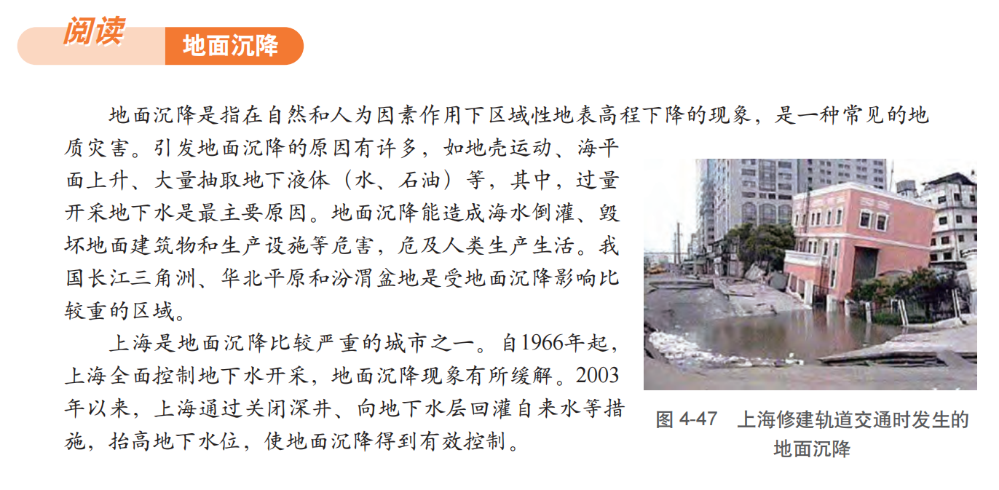 阅读
地面沉降
地面沉降是指在自然和人为因素作用下区域性地表高程下降的现象，是一种常见的地
质灾害。引发地面沉降的原因有许多，如地壳运动、海平
面上升、大量抽取地下液体（水、石油）等，其中，过量
开采地下水是最主要原因。地面沉降能造成海水倒灌、毁
坏地面建筑物和生产设施等危害，危及人类生产生活。我
国长江三角洲、华北平原和汾渭盆地是受地面沉降影响比
较重的区域。
上海是地面沉降比较严重的城市之一。自1966年起，
上海全面控制地下水开采，地面沉降现象有所缓解。2003
年以来，上海通过关闭深井、向地下水层回灌自来水等措
施，抬高地下水位，使地面沉降得到有效控制。
图 4-47 上海修建轨道交通时发生的
地面沉降